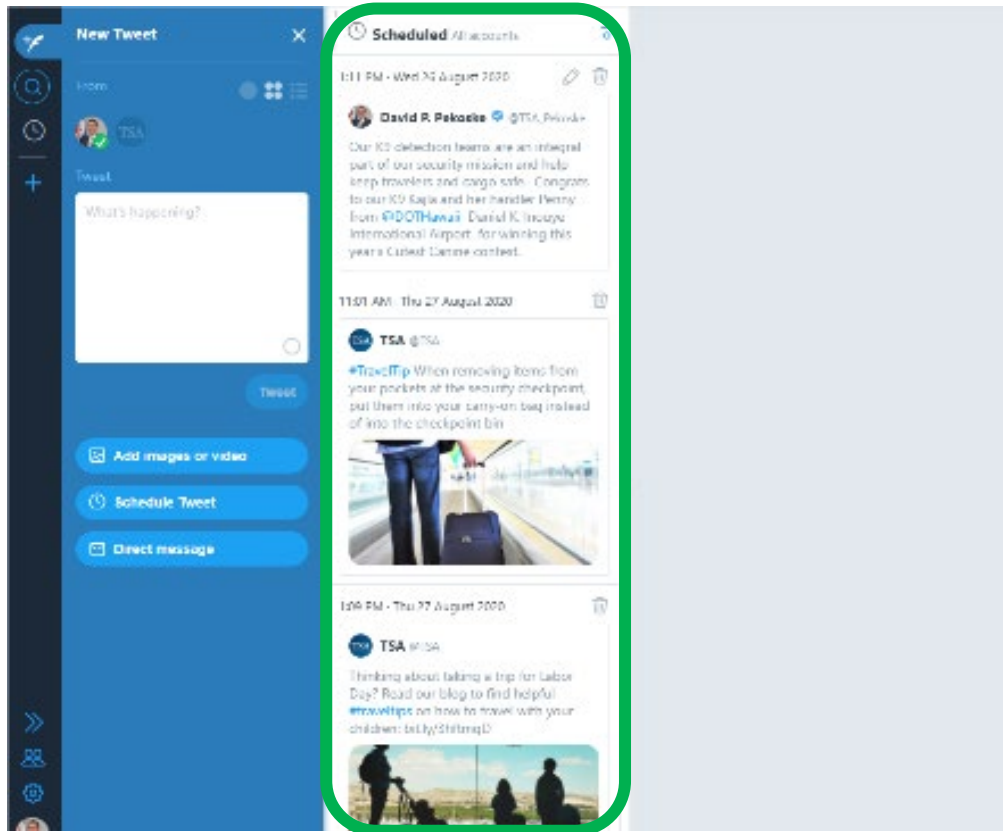 New Tweet
From
TSA
Tweet
What's happening?
Tweet
Add images or video
Schedule Tweet
Direct message
Scheduled All accounts
1:11 PM · Wed 26 August 2020
David P. Pekoske @TSA_Pekoske
Our K9 detection teams are an integral
part of our security mission and help
keep travelers and cargo safe. Congrats
to our K9 and her handler Penny
from @DOTHawaii Daniel K. Inouye
International Airport, for winning this
year's Cutest Canine contest.
11:01 AM · Thu 27 August 2020
TSA @TSA
#TravelTip When removing items from
your pockets at the security checkpoint,
put them into your carry-on bag instead
of into the checkpoint bin
1:09 PM · Thu 27 August 2020
TSA @TSA
Thinking about taking a trip for Labor
Day? Read our blog to find helpful
#traveltips on how to travel with your
children: